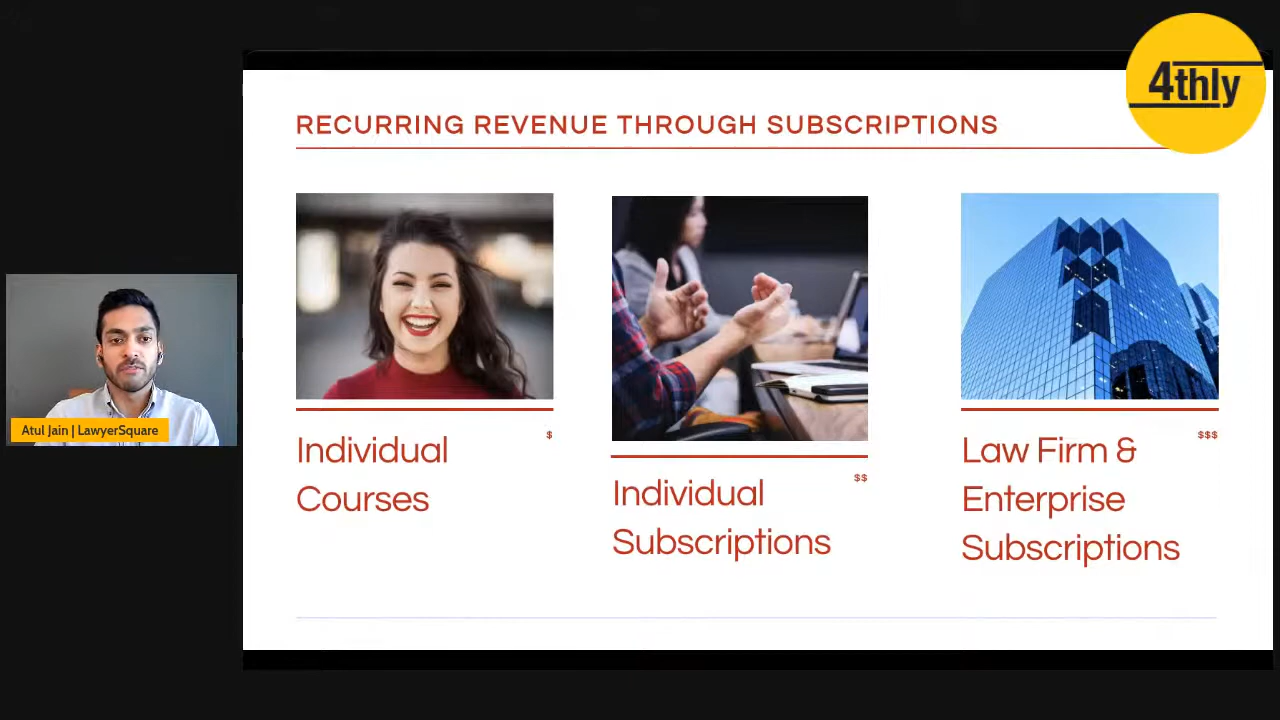 4thly
RECURRING REVENUE THROUGH SUBSCRIPTIONS
Atul Jain | LawyerSquare
Individual
Courses
$
Individual
Subscriptions
$$
Law Firm &
Enterprise
Subscriptions
$$$